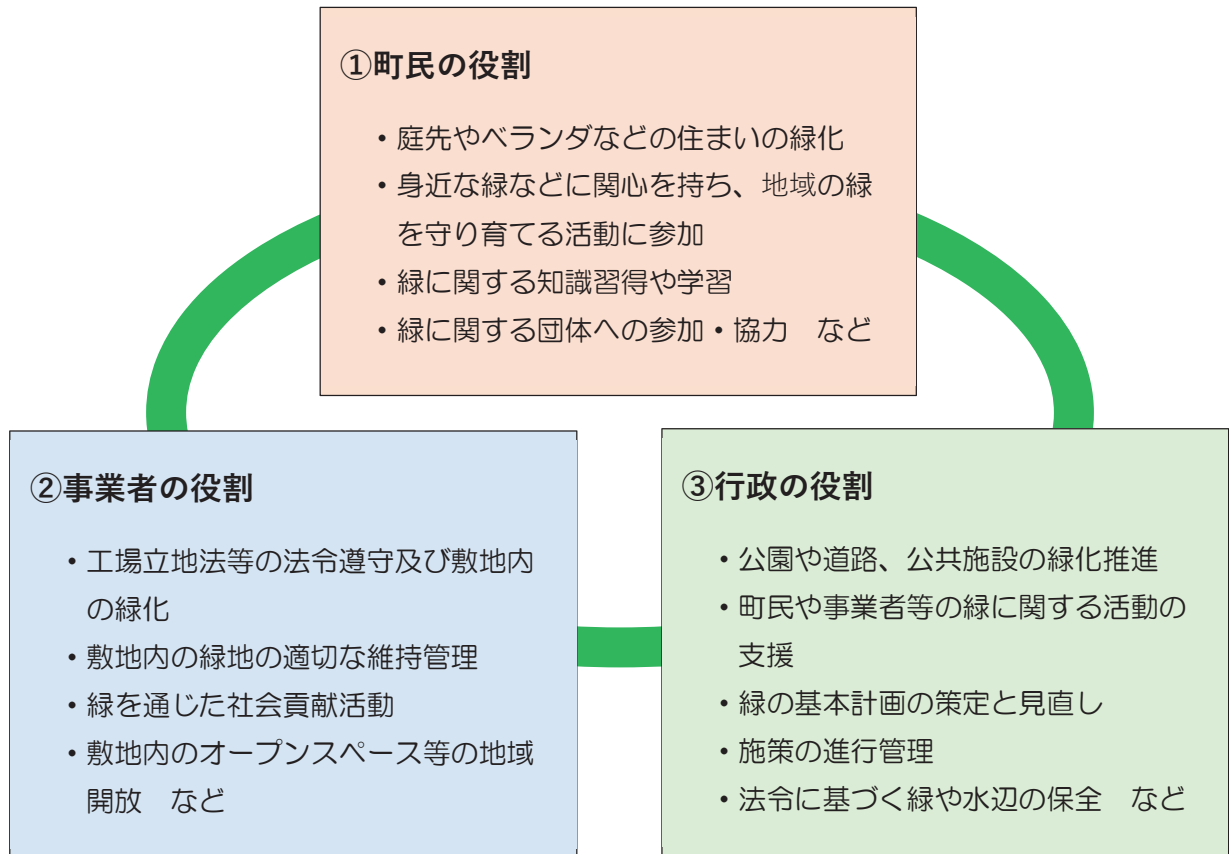 ①町民の役割
・庭先やベランダなどの住まいの緑化
・身近な緑などに関心を持ち、地域の緑
を守り育てる活動に参加
・緑に関する知識習得や学習
・緑に関する団体への参加・協力　など
②事業者の役割
・工場立地法等の法令遵守及び敷地内
の緑化
・敷地内の緑地の適切な維持管理
・緑を通じた社会貢献活動
・敷地内のオープンスペース等の地域
開放　など
③行政の役割
・公園や道路、公共施設の緑化推進
・町民や事業者等の緑に関する活動の
支援
・緑の基本計画の策定と見直し
・施策の進行管理
・法令に基づく緑や水辺の保全　など